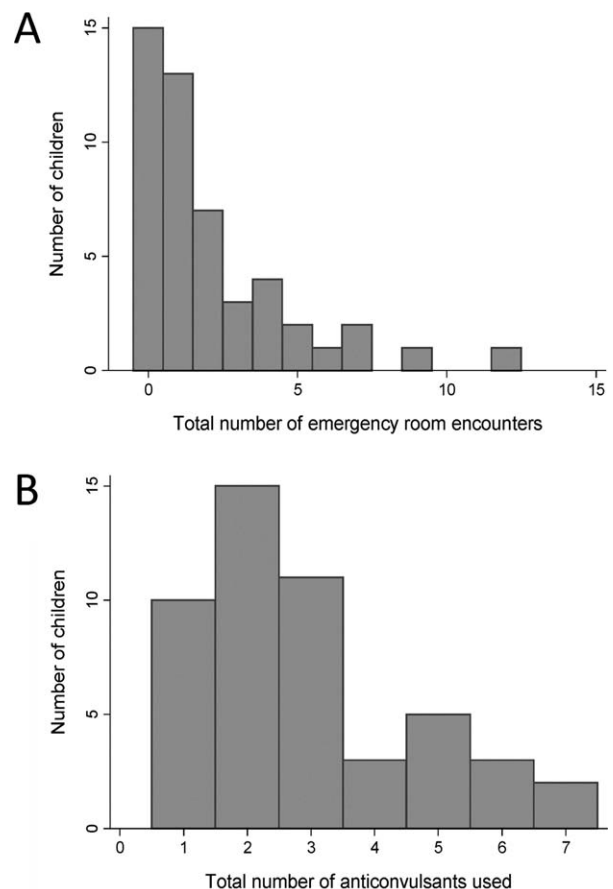 A
15
10
5
0
Number of children
0 5 10 15
Total number of emergency room encounters
B
15
10
5
0
Number of children
0 1 2 3 4 5 6 7
Total number of anticonvulsants used